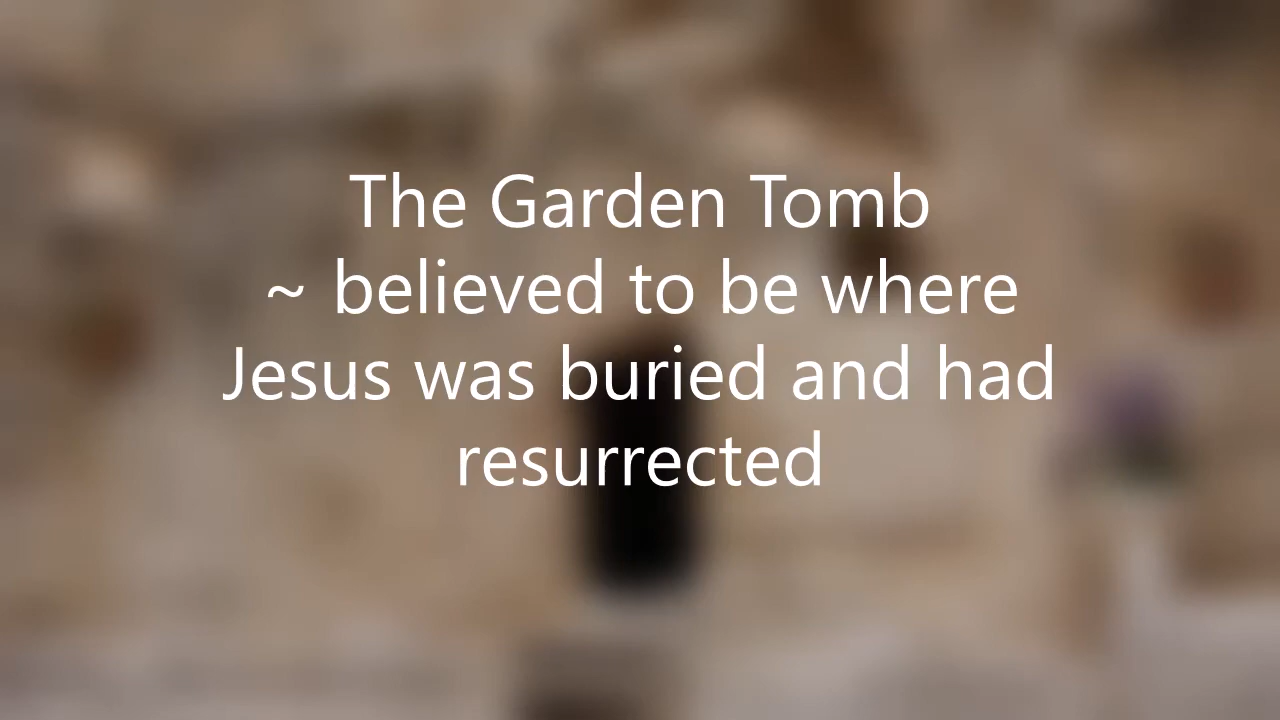 The Garden Tomb
~ believed to be where
Jesus was buried and had
resurrected